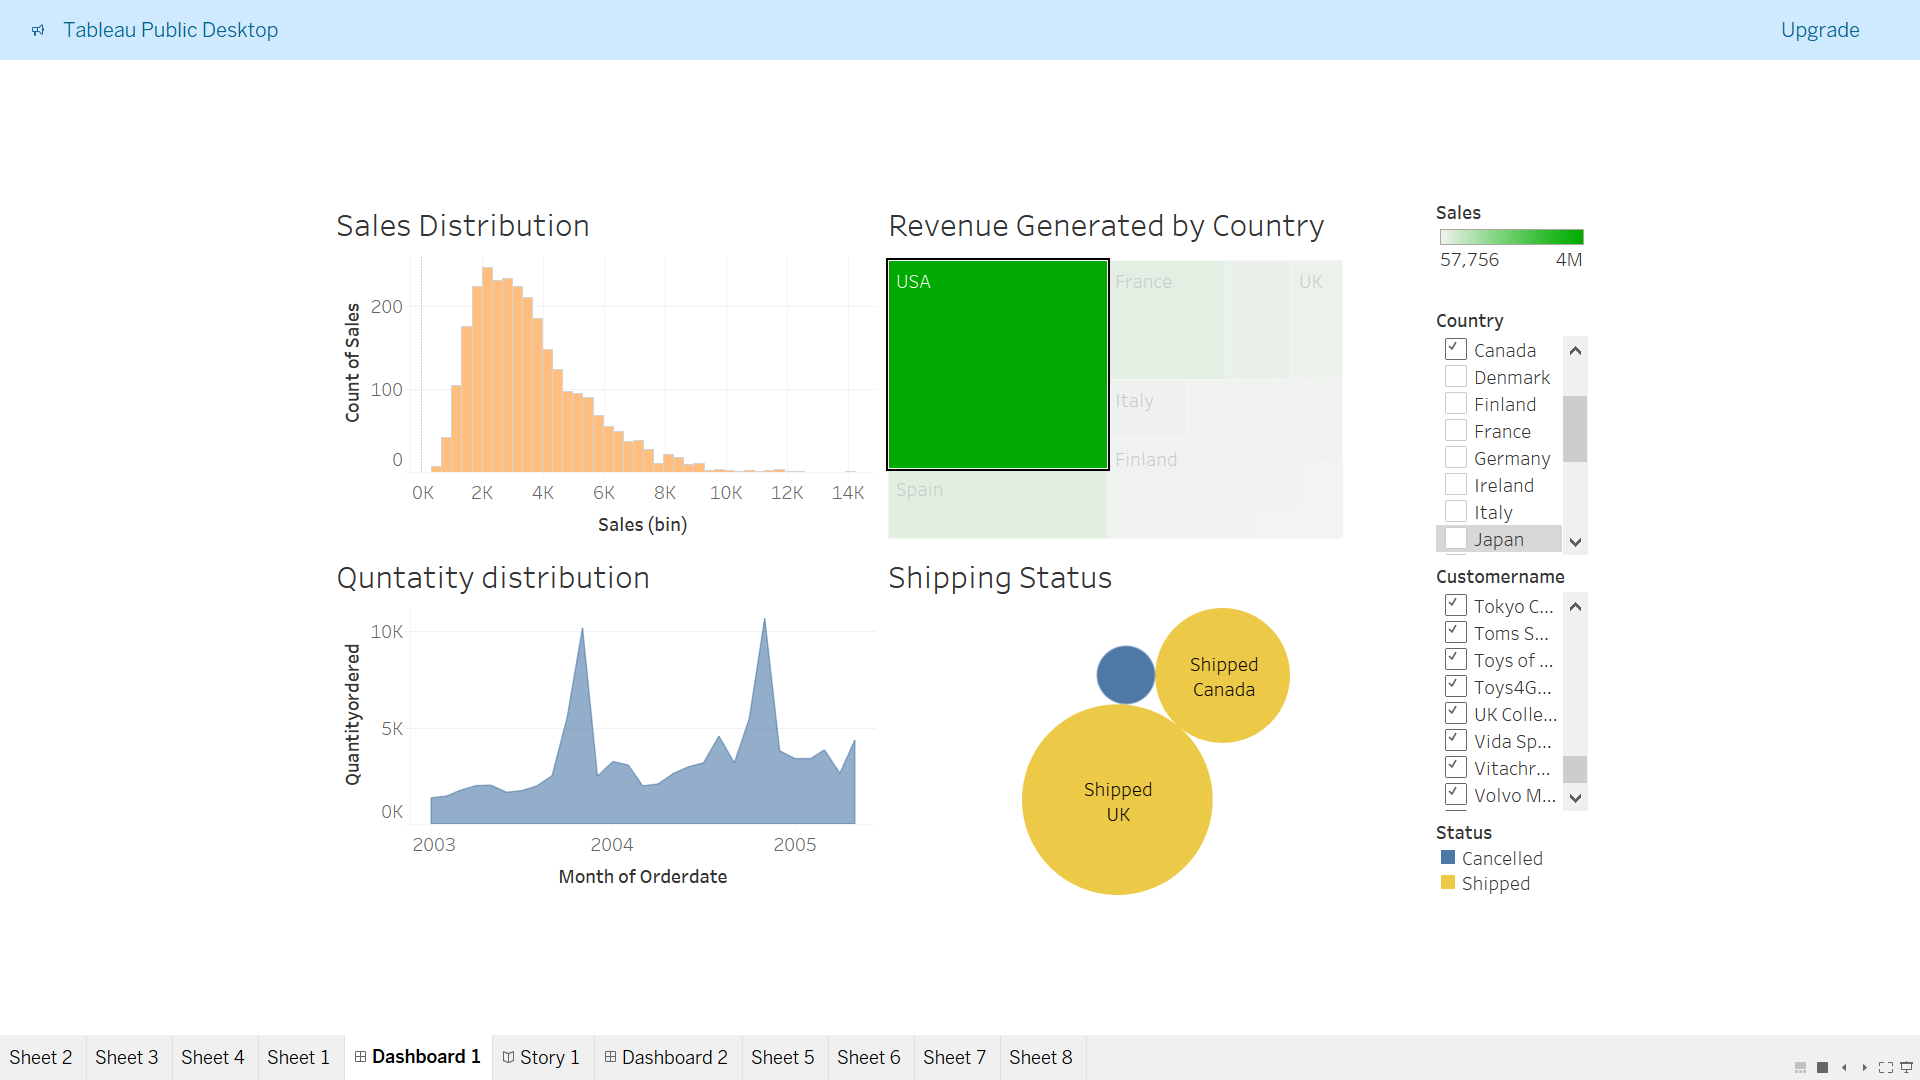 Tableau Public Desktop
Upgrade
Sales Distribution
Count of Sales
200
100
0
0K 2K 4K 6K 8K 10K 12K 14K
Sales (bin)
Revenue Generated by Country
USA
France
UK
Italy
Finland
Spain
Quntatity distribution
Quantityordered
10K
5K
0K
2003 2004 2005
Month of Orderdate
Shipping Status
Shipped
Canada
Shipped
UK
Sales
57,756 4M
Country
Canada
Denmark
Finland
France
Germany
Ireland
Italy
Japan
Customername
Tokyo C...
Toms S...
Toys of ...
Toys4G...
UK Colle...
Vida Sp...
Vitachr...
Volvo M...
Status
Cancelled
Shipped
Sheet 2 Sheet 3 Sheet 4 Sheet 1 Dashboard 1 Story 1 Dashboard 2 Sheet 5 Sheet 6 Sheet 7 Sheet 8